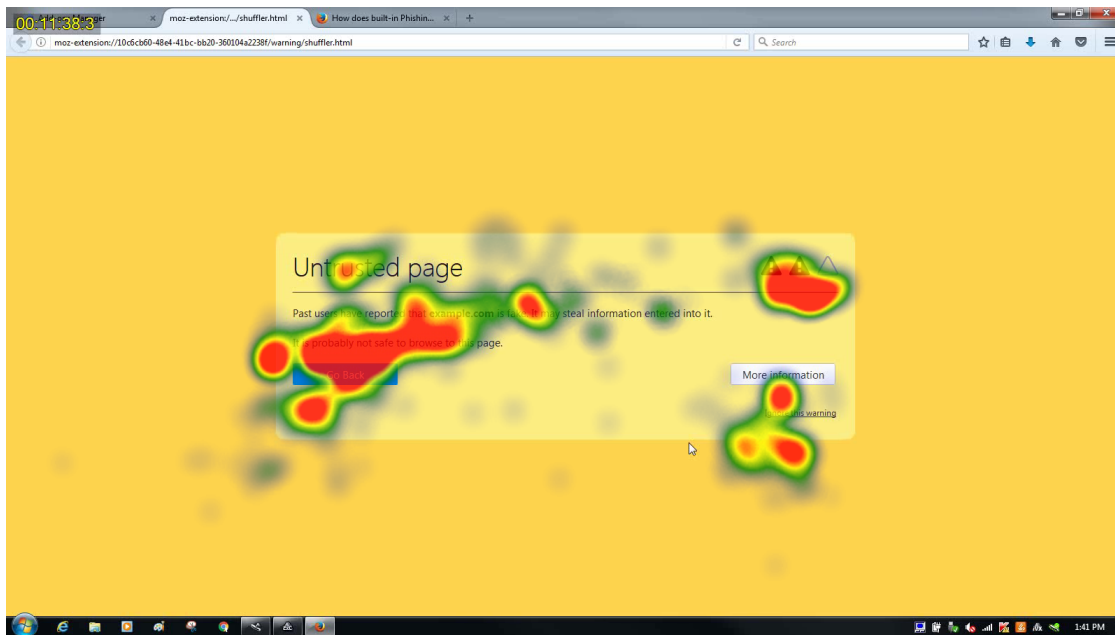 00:11:38:3
moz-extension:/.../shuffler.html
How does built-in Phishin...
moz-extension://10c6cb60-48e4-41bc-bb20-360104a2238f/warning/shuffler.html
Search
Untrusted page
Past users have reported that example.com is fake. It may steal information entered into it.
It is probably not safe to browse to this page.
Go Back
More information
this warning
1:41 PM